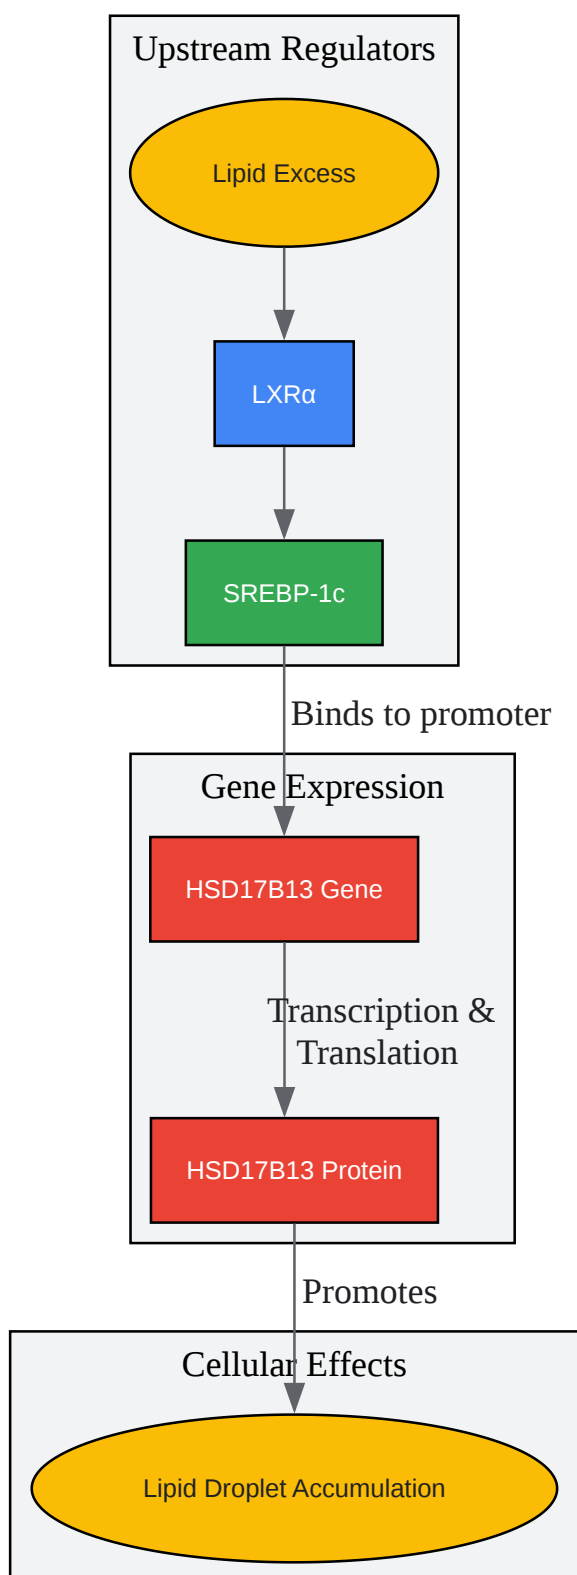 Upstream Regulators
Lipid Excess
LXRα
SREBP-1c
Binds to promoter
Gene Expression
HSD17B13 Gene
Transcription &
Translation
HSD17B13 Protein
Promotes
Cellular Effects
Lipid Droplet Accumulation